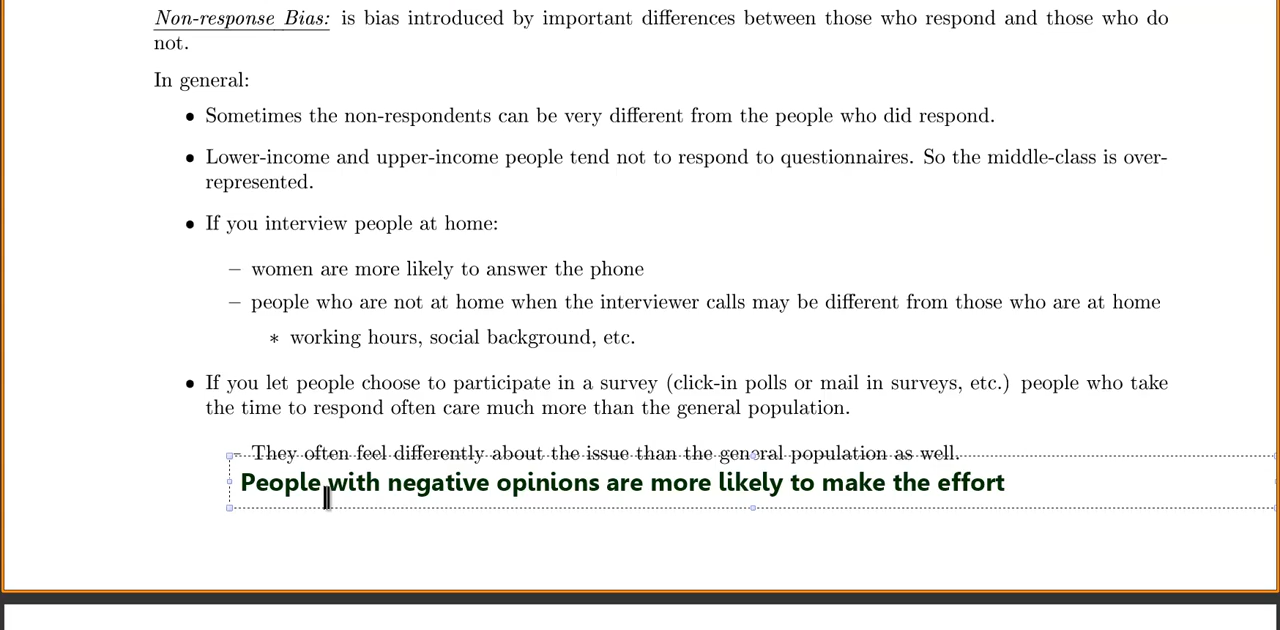 Non-response Bias: is bias introduced by important differences between those who respond and those who do
not.
In general:
• Sometimes the non-respondents can be very different from the people who did respond.
• Lower-income and upper-income people tend not to respond to questionnaires. So the middle-class is over-
represented.
• If you interview people at home:
– women are more likely to answer the phone
– people who are not at home when the interviewer calls may be different from those who are at home
∗ working hours, social background, etc.
• If you let people choose to participate in a survey (click-in polls or mail in surveys, etc.) people who take
the time to respond often care much more than the general population.
– They often feel differently about the issue than the general population as well.
People with negative opinions are more likely to make the effort